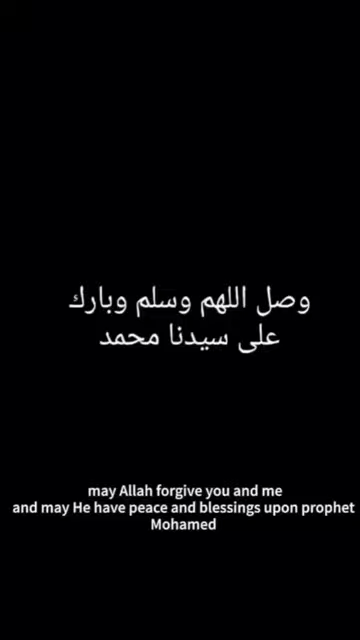 وصل اللهم وسلم وبارك
على سيدنا محمد
may Allah forgive you and me
and may He have peace and blessings upon prophet
Mohamed